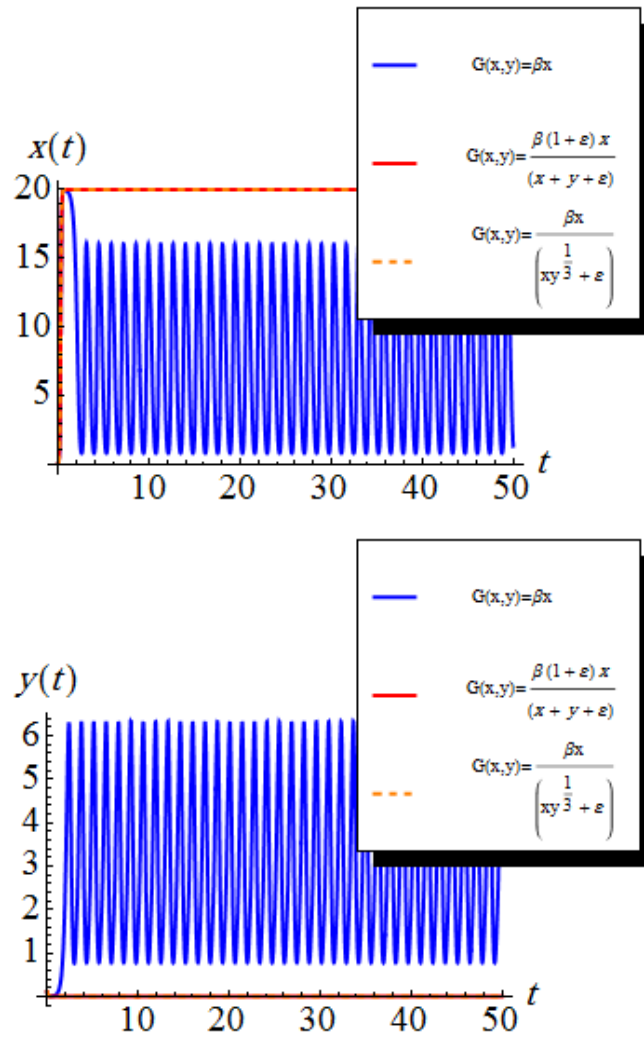 G(x,y)=βx
G(x,y)= β (1 + ε) x / (x + y + ε)
G(x,y)= βx / (xy^(1/3) + ε)
x(t)
20
15
10
5
10 20 30 40 50 t
G(x,y)=βx
G(x,y)= β (1 + ε) x / (x + y + ε)
G(x,y)= βx / (xy^(1/3) + ε)
y(t)
6
5
4
3
2
1
0 10 20 30 40 50 t